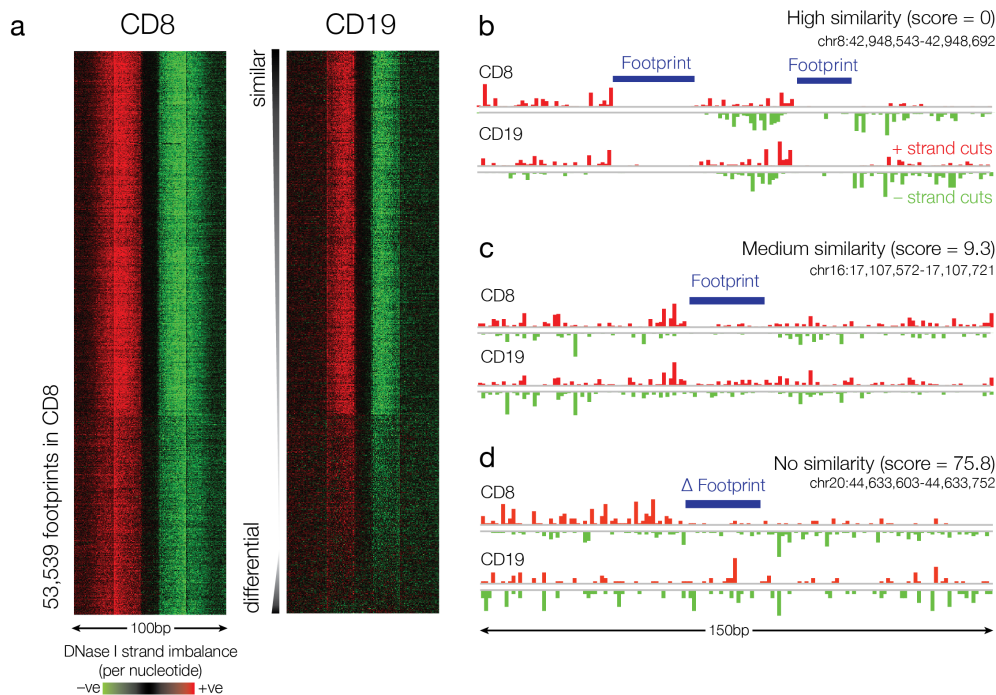 a
CD8
CD19
similar
differential
53,539 footprints in CD8
100bp
DNase I strand imbalance
(per nucleotide)
−ve
+ve
b
High similarity (score = 0)
chr8:42,948,543-42,948,692
CD8
Footprint
Footprint
CD19
+ strand cuts
− strand cuts
c
Medium similarity (score = 9.3)
chr16:17,107,572-17,107,721
CD8
Footprint
CD19
d
No similarity (score = 75.8)
chr20:44,633,603-44,633,752
CD8
Δ Footprint
CD19
150bp